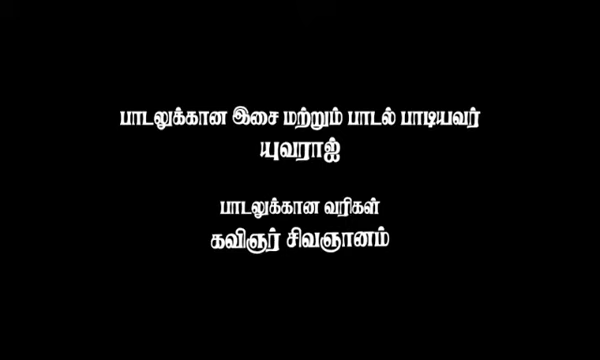 பாடலுக்கான இசை மற்றும் பாடல் பாடியவர்
யுவராஜ்
பாடலுக்கான வரிகள்
கவிஞர் சிவஞானம்